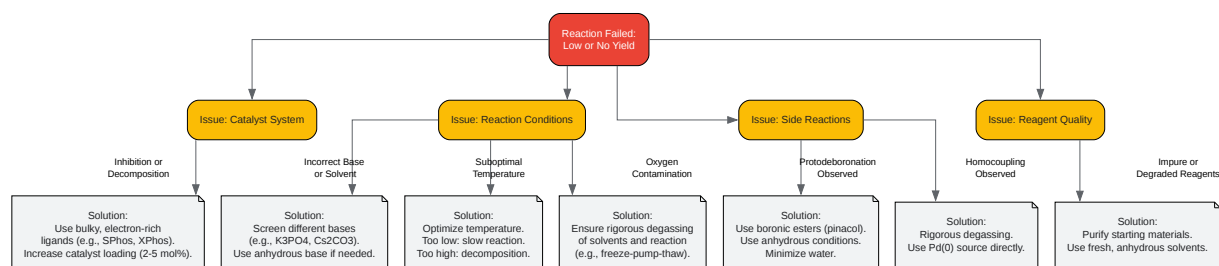 Reaction Failed:
Low or No Yield
Issue: Catalyst System
Issue: Reaction Conditions
Issue: Side Reactions
Issue: Reagent Quality
Inhibition or
Decomposition
Incorrect Base
or Solvent
Suboptimal
Temperature
Oxygen
Contamination
Protodeboronation
Observed
Homocoupling
Observed
Impure or
Degraded Reagents
Solution:
Use bulky, electron-rich
ligands (e.g., SPhos, XPhos).
Increase catalyst loading (2-5 mol%).
Solution:
Screen different bases
(e.g., K3PO4, Cs2CO3).
Use anhydrous base if needed.
Solution:
Optimize temperature.
Too low: slow reaction.
Too high: decomposition.
Solution:
Ensure rigorous degassing
of solvents and reaction
(e.g., freeze-pump-thaw).
Solution:
Use boronic esters (pinacol).
Use anhydrous conditions.
Minimize water.
Solution:
Rigorous degassing.
Use Pd(0) source directly.
Solution:
Purify starting materials.
Use fresh, anhydrous solvents.